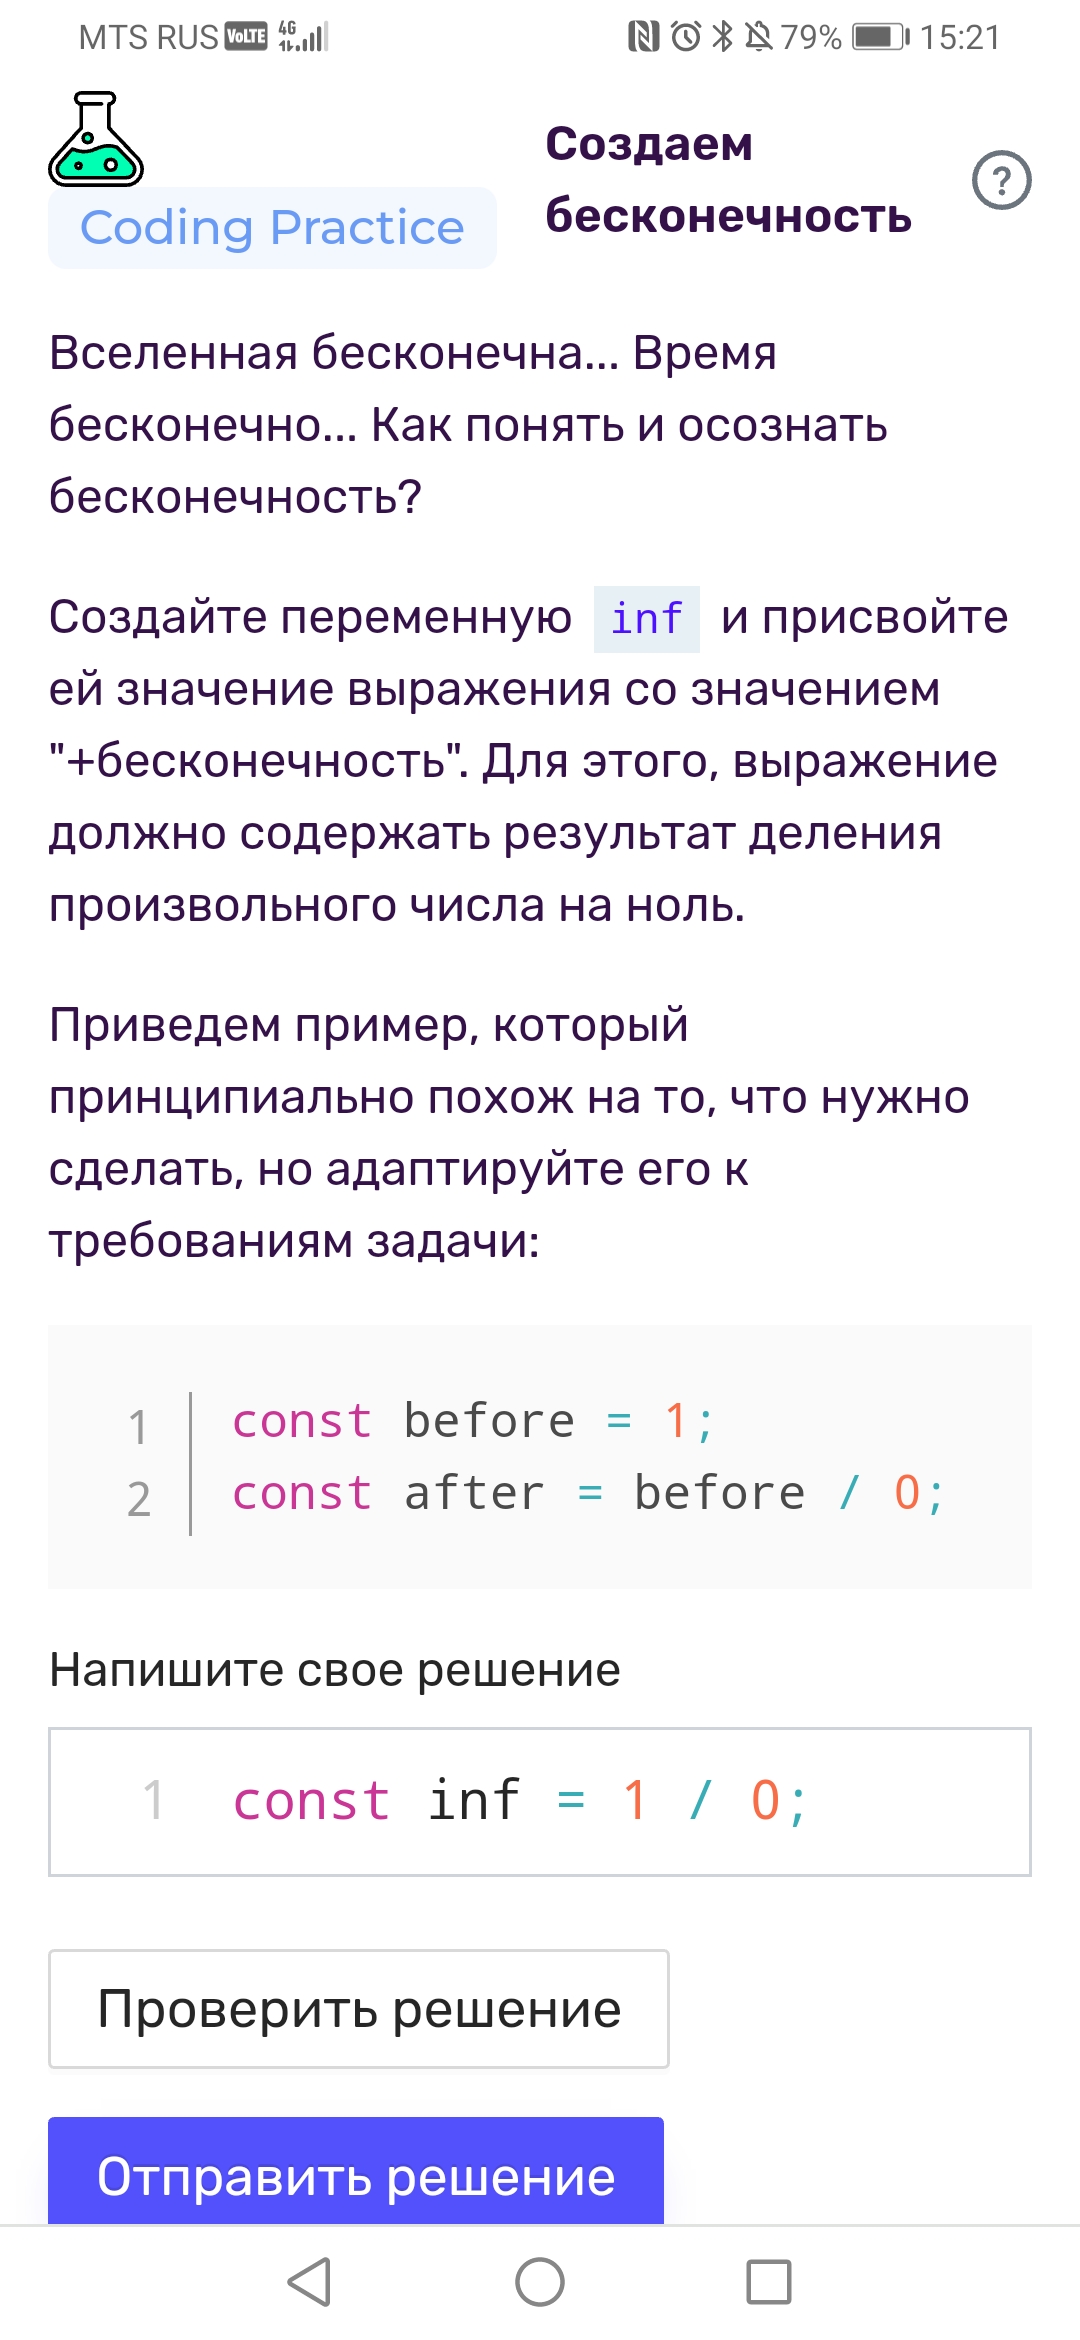 MTS RUS VoLTE 4G 79% 15:21
Создаем
бесконечность
?
Coding Practice
Вселенная бесконечна... Время
бесконечно... Как понять и осознать
бесконечность?
Создайте переменную inf и присвойте
ей значение выражения со значением
"+бесконечность". Для этого, выражение
должно содержать результат деления
произвольного числа на ноль.
Приведем пример, который
принципиально похож на то, что нужно
сделать, но адаптируйте его к
требованиям задачи:
1 const before = 1;
2 const after = before / 0;
Напишите свое решение
1 const inf = 1 / 0;
Проверить решение
Отправить решение